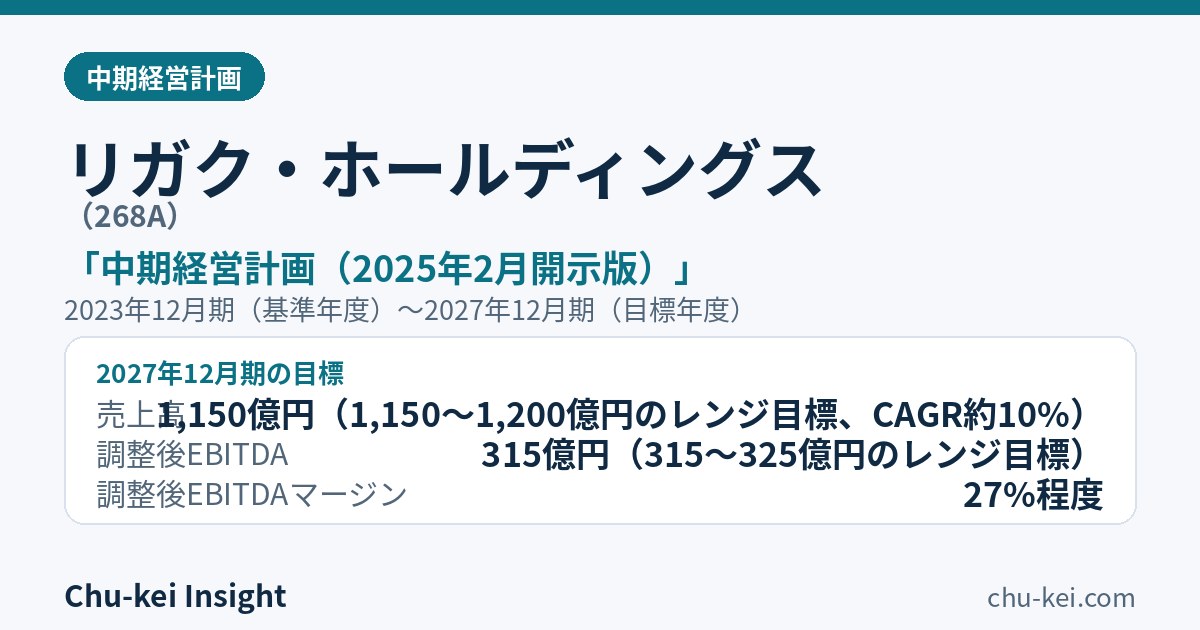 中期経営計画
リガク・ホールディングス
（268A）
「中期経営計画（2025年2月開示版）」
2023年12月期（基準年度）～2027年12月期（目標年度）
2027年12月期の目標
売上高 1,150億円（1,150～1,200億円のレンジ目標、CAGR約10%）
調整後EBITDA 315億円（315～325億円のレンジ目標）
調整後EBITDAマージン 27%程度
Chu-kei Insight chu-kei.com